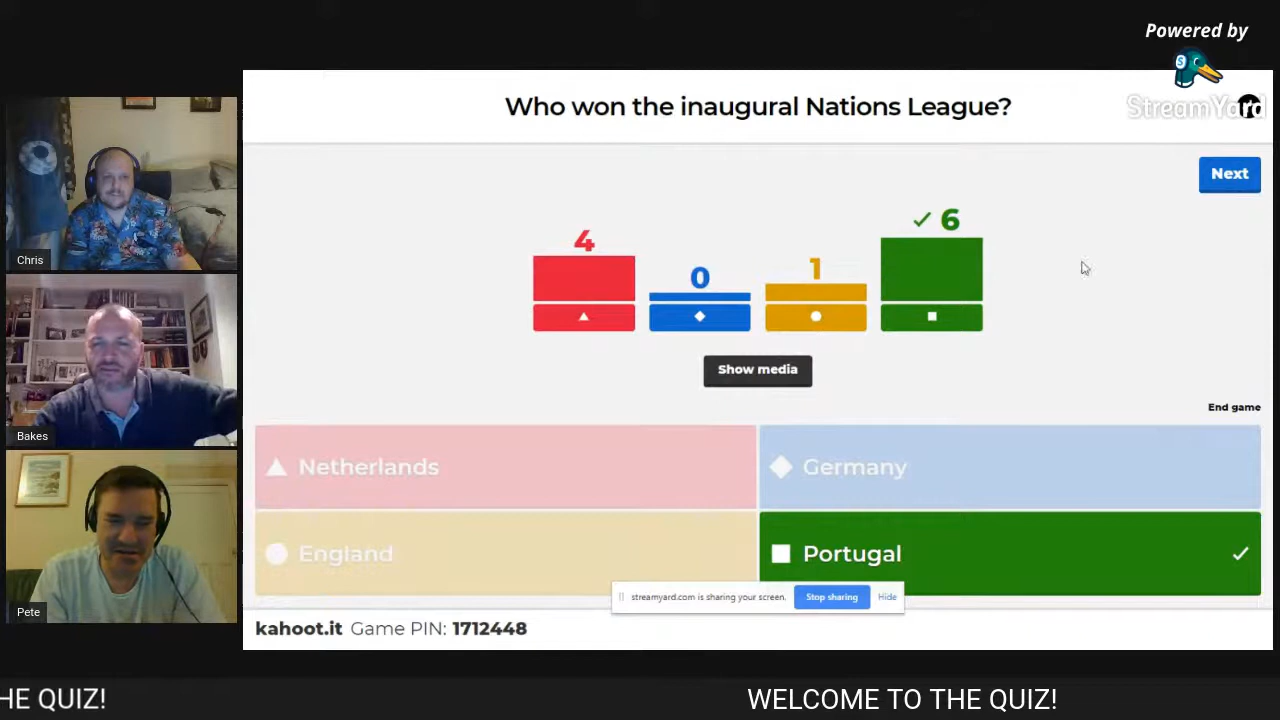 Powered by
StreamYard
Who won the inaugural Nations League?
Next
4
0
1
6
Show media
End game
Netherlands
Germany
England
Portugal
streamyard.com is sharing your screen.
Stop sharing
Hide
kahoot.it Game PIN: 1712448
Chris
Bakes
Pete
HE QUIZ!
WELCOME TO THE QUIZ!